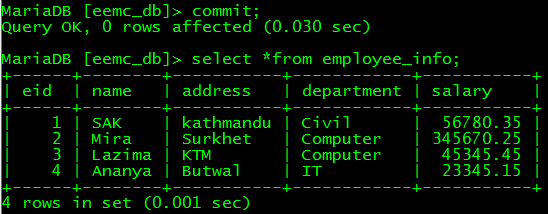 MariaDB [eemc_db]> commit;
Query OK, 0 rows affected (0.030 sec)
MariaDB [eemc_db]> select *from employee_info;
+-----+--------+-----------+------------+-----------+
| eid | name | address | department | salary |
+-----+--------+-----------+------------+-----------+
| 1 | SAK | kathmandu | Civil | 56780.35 |
| 2 | Mira | Surkhet | Computer | 345670.25 |
| 3 | Lazima | KTM | Computer | 45345.45 |
| 4 | Ananya | Butwal | IT | 23345.15 |
+-----+--------+-----------+------------+-----------+
4 rows in set (0.001 sec)